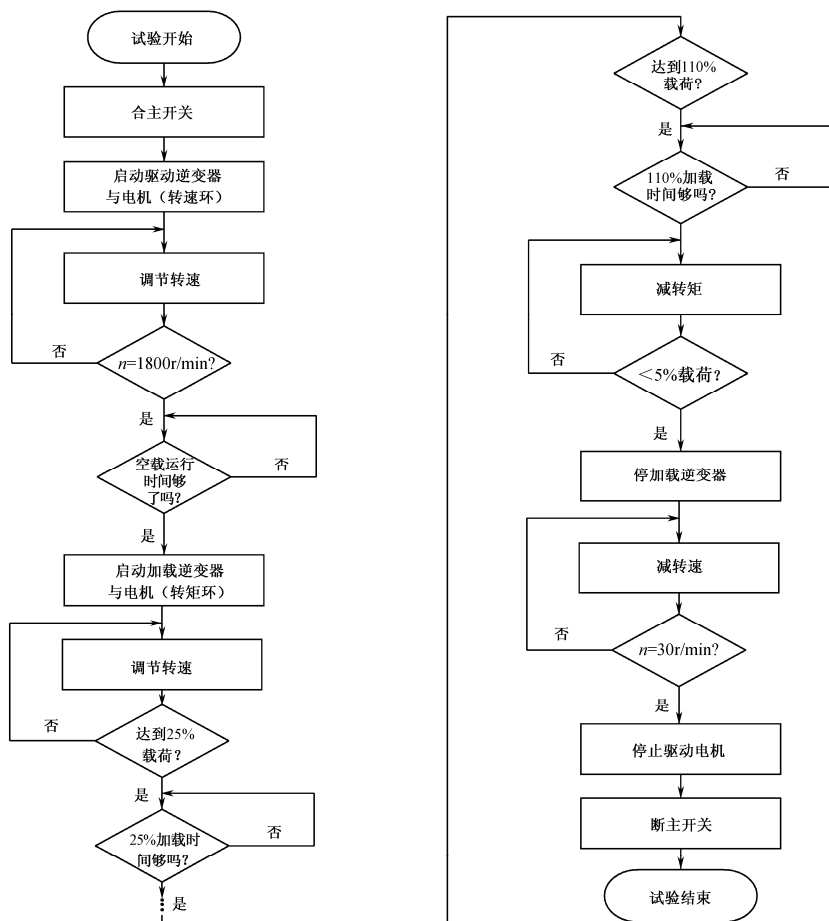 试验开始
合主开关
启动驱动逆变器
与电机（转速环）
调节转速
否
n=1800r/min?
是
空载运行
时间够
了吗?
否
是
启动加载逆变器
与电机（转矩环）
调节转速
否
达到25%
载荷?
是
25%加载时
间够吗?
否
是
达到110%
载荷?
是
110%加载
时间够吗?
否
减转矩
否
＜5%载荷?
是
停加载逆变器
减转速
否
n=30r/min?
是
停止驱动电机
断主开关
试验结束